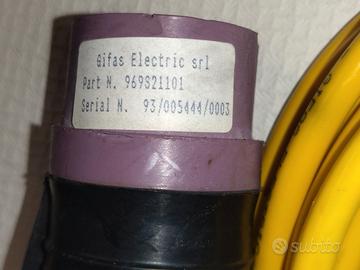 Gifas Electric srl
Part N. 969S21101
Serial N. 93/005444/0003
subito